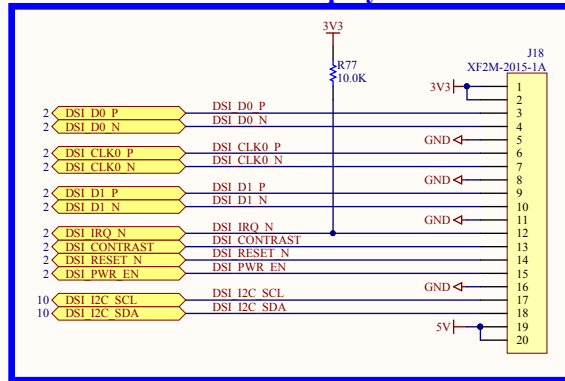 3V3
J18
XF2M-2015-1A
R77
10.0K
3V3
1
2
2 DSI_D0_P DSI_D0_P 3
2 DSI_D0_N DSI_D0_N 4
GND 5
2 DSI_CLK0_P DSI_CLK0_P 6
2 DSI_CLK0_N DSI_CLK0_N 7
GND 8
2 DSI_D1_P DSI_D1_P 9
2 DSI_D1_N DSI_D1_N 10
GND 11
2 DSI_IRQ_N DSI_IRQ_N 12
2 DSI_CONTRAST DSI_CONTRAST 13
2 DSI_RESET_N DSI_RESET_N 14
2 DSI_PWR_EN DSI_PWR_EN 15
GND 16
10 DSI_I2C_SCL DSI_I2C_SCL 17
10 DSI_I2C_SDA DSI_I2C_SDA 18
5V 19
20